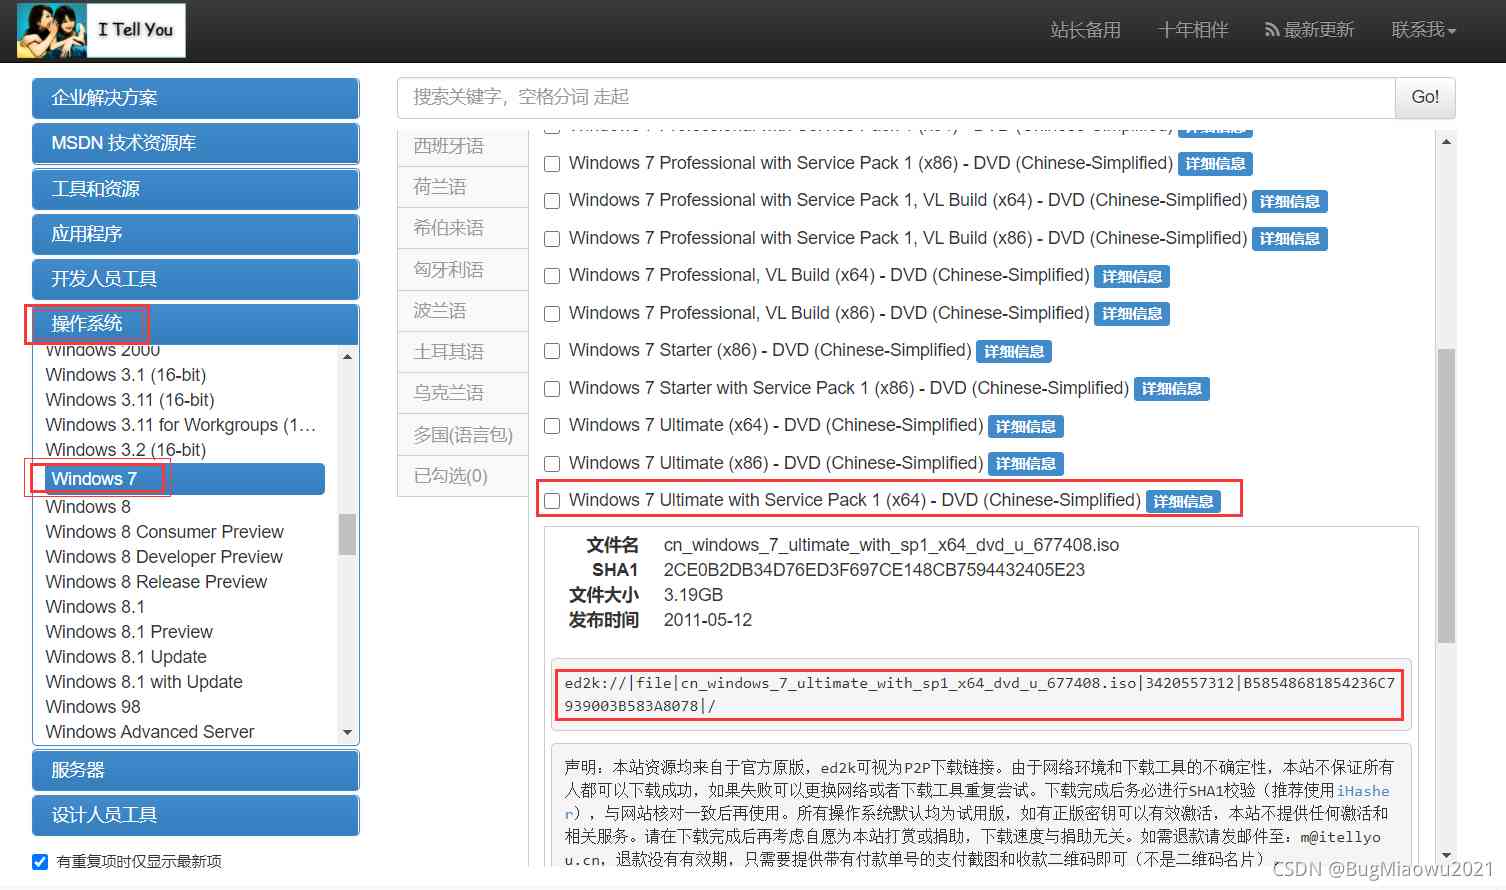 I Tell You
站长备用
十年相伴
最新更新
联系我
企业解决方案
MSDN 技术资源库
工具和资源
应用程序
开发人员工具
操作系统
Windows 2000
Windows 3.1 (16-bit)
Windows 3.11 (16-bit)
Windows 3.11 for Workgroups (1...
Windows 3.2 (16-bit)
Windows 7
Windows 8
Windows 8 Consumer Preview
Windows 8 Developer Preview
Windows 8 Release Preview
Windows 8.1
Windows 8.1 Preview
Windows 8.1 Update
Windows 8.1 with Update
Windows 98
Windows Advanced Server
服务器
设计人员工具
有重复项时仅显示最新项
搜索关键字，空格分词 走起
Go!
西班牙语
荷兰语
希伯来语
匈牙利语
波兰语
土耳其语
乌克兰语
多国(语言包)
已勾选(0)
Windows 7 Professional with Service Pack 1 (x64) - DVD (Chinese-Simplified) 详细信息
Windows 7 Professional with Service Pack 1 (x86) - DVD (Chinese-Simplified) 详细信息
Windows 7 Professional with Service Pack 1, VL Build (x64) - DVD (Chinese-Simplified) 详细信息
Windows 7 Professional with Service Pack 1, VL Build (x86) - DVD (Chinese-Simplified) 详细信息
Windows 7 Professional, VL Build (x64) - DVD (Chinese-Simplified) 详细信息
Windows 7 Professional, VL Build (x86) - DVD (Chinese-Simplified) 详细信息
Windows 7 Starter (x86) - DVD (Chinese-Simplified) 详细信息
Windows 7 Starter with Service Pack 1 (x86) - DVD (Chinese-Simplified) 详细信息
Windows 7 Ultimate (x64) - DVD (Chinese-Simplified) 详细信息
Windows 7 Ultimate (x86) - DVD (Chinese-Simplified) 详细信息
Windows 7 Ultimate with Service Pack 1 (x64) - DVD (Chinese-Simplified) 详细信息
文件名 cn_windows_7_ultimate_with_sp1_x64_dvd_u_677408.iso
SHA1 2CE0B2DB34D76ED3F697CE148CB7594432405E23
文件大小 3.19GB
发布时间 2011-05-12
ed2k://|file|cn_windows_7_ultimate_with_sp1_x64_dvd_u_677408.iso|3420557312|B58548681854236C7
939003B583A8078|/
声明：本站资源均来自于官方原版，ed2k可视为P2P下载链接。由于网络环境和下载工具的不确定性，本站不保证所有
人都可以下载成功，如果失败可以更换网络或者下载工具重复尝试。下载完成后务必进行SHA1校验（推荐使用iHashe
r），与网站核对一致后再使用。所有操作系统默认均为试用版，如有正版密钥可以有效激活，本站不提供任何激活和
相关服务。请在下载完成后再考虑自愿为本站打赏或捐助，下载速度与捐助无关。如需退款请发邮件至：m@itellyo
u.cn，退款没有有效期，只需要提供带有付款单号的支付截图和收款二维码即可（不是二维码名片）。
CSDN @BugMiaowu2021